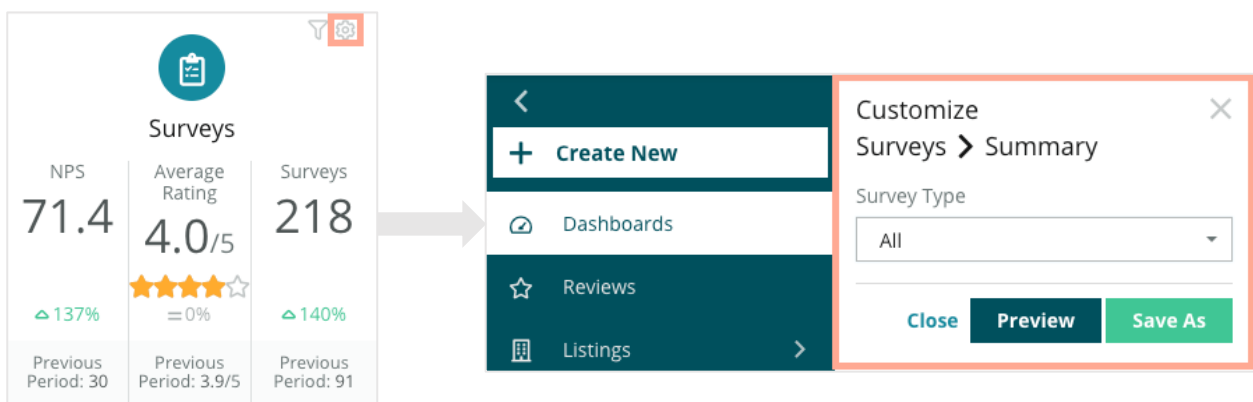 Surveys
NPS
71.4
137%
Previous
Period: 30
Average
Rating
4.0/5
=0%
Previous
Period: 3.9/5
Surveys
218
140%
Previous
Period: 91
+ Create New
Dashboards
Reviews
Listings
Customize
Surveys > Summary
Survey Type
All
Close
Preview
Save As